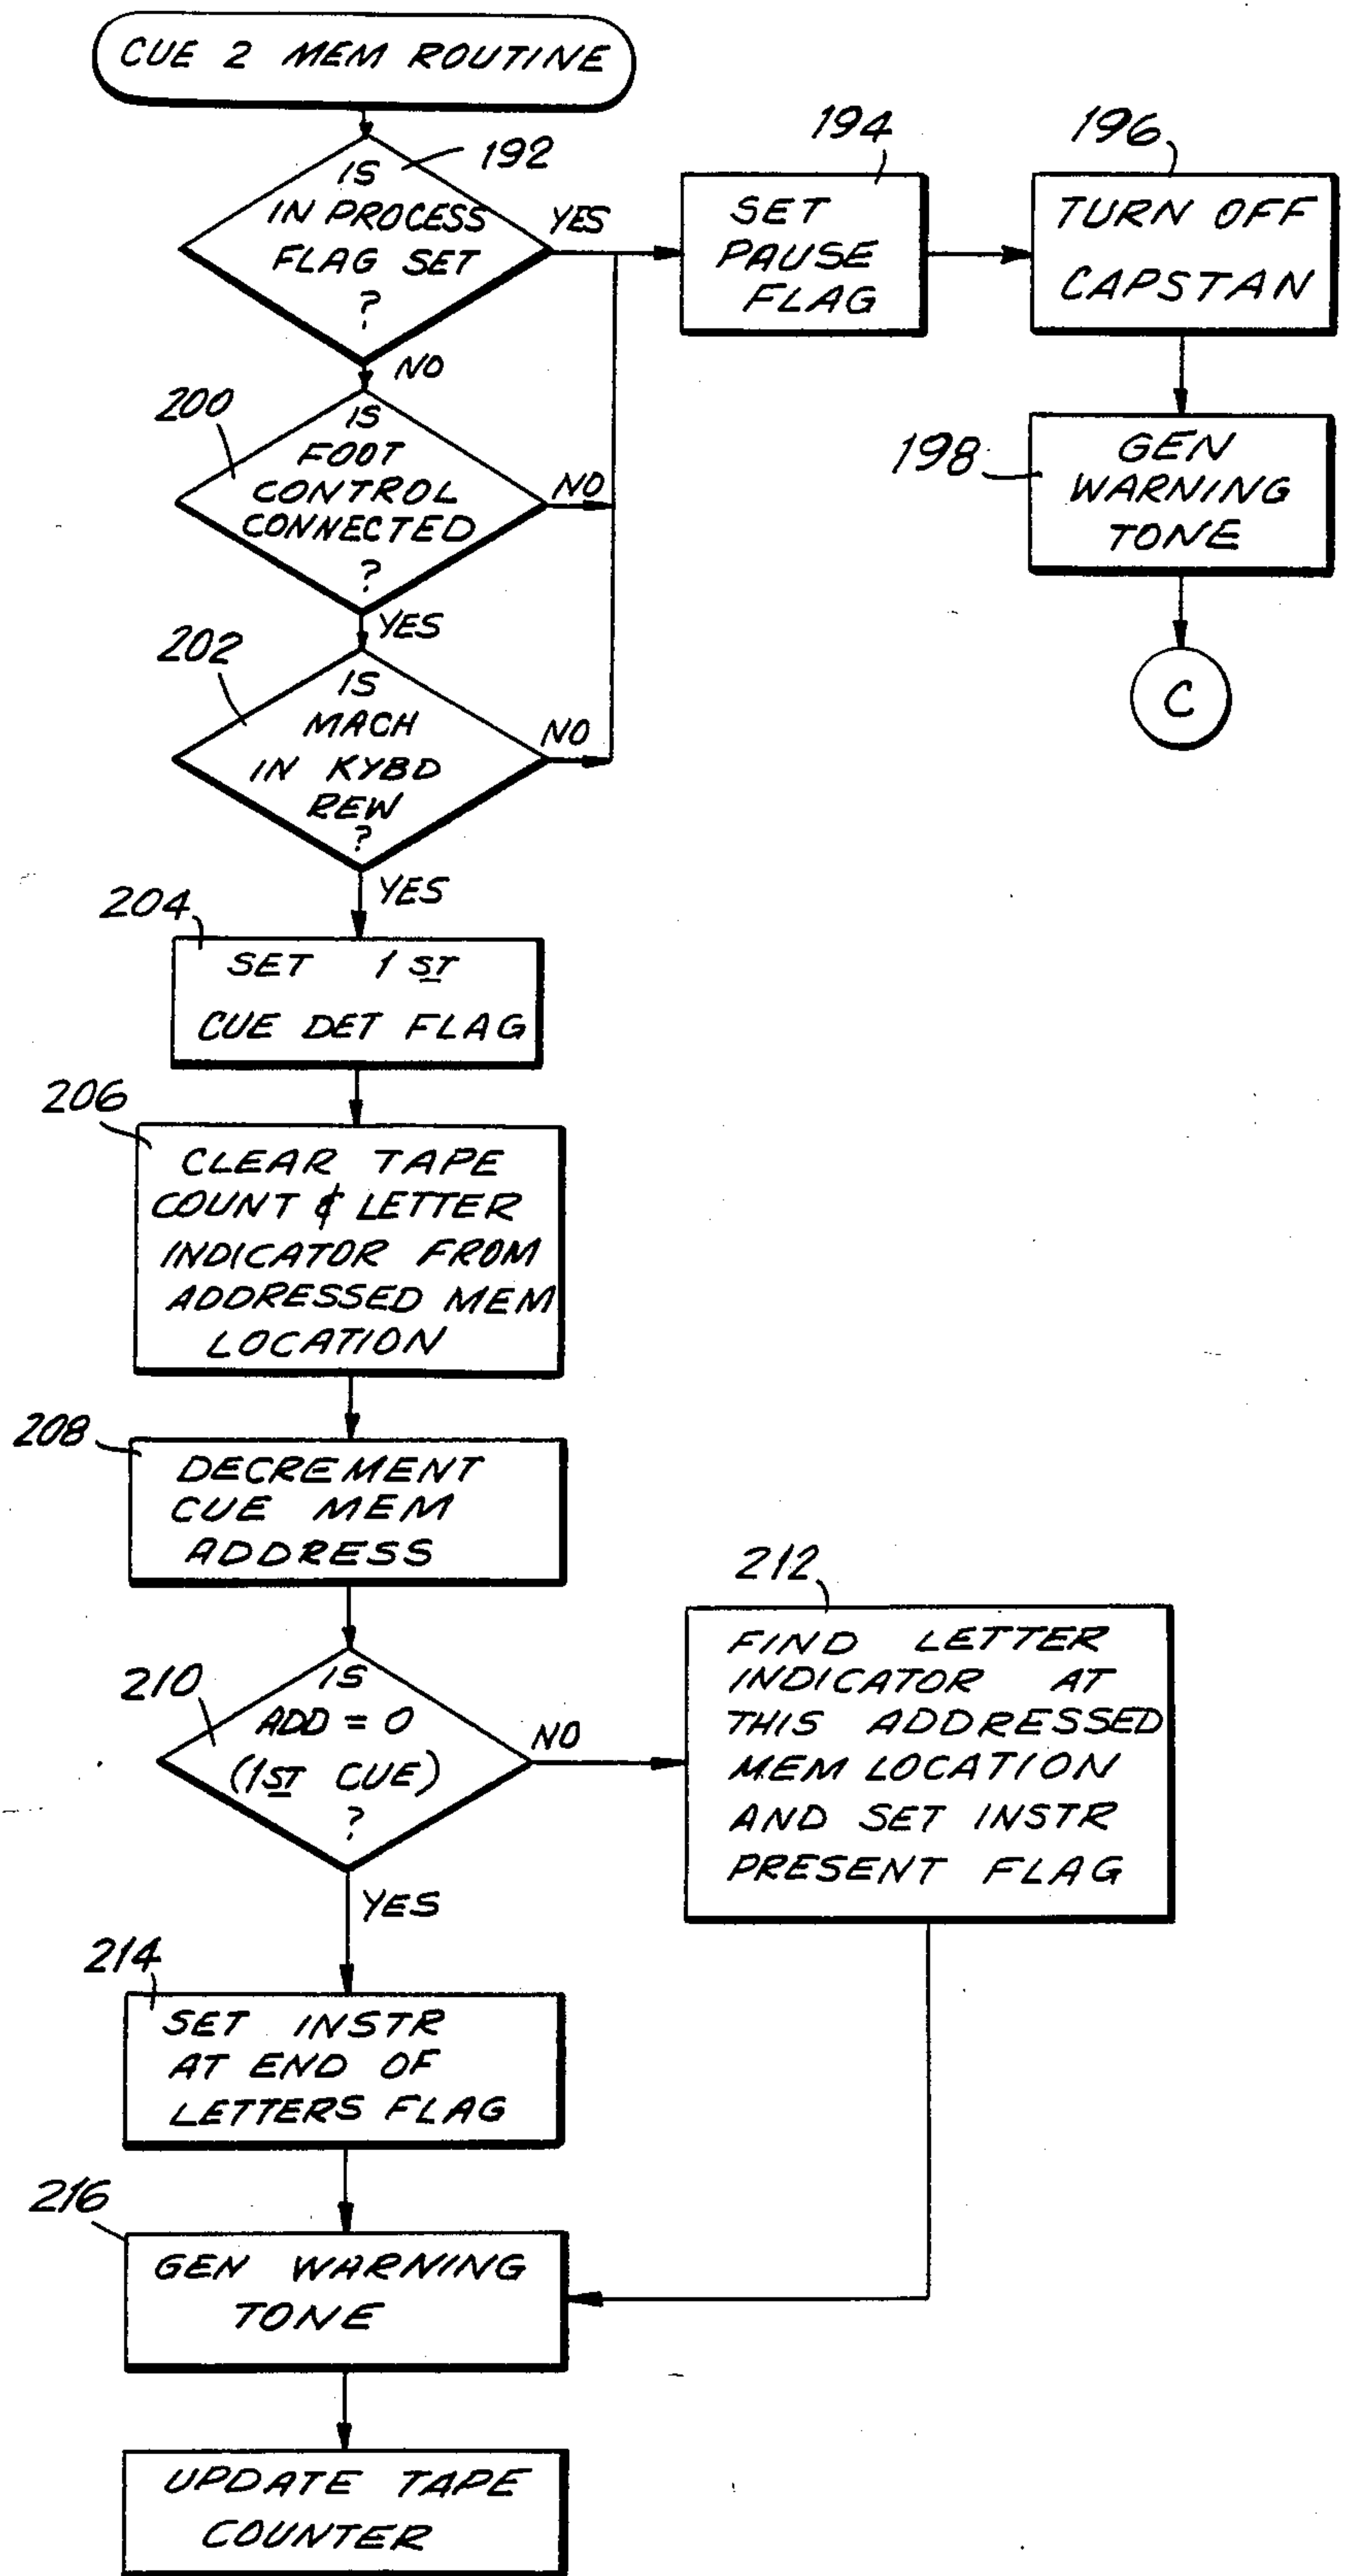 CUE 2 MEM ROUTINE
192
IS
IN PROCESS
FLAG SET
?
YES
NO
194
SET
PAUSE
FLAG
196
TURN OFF
CAPSTAN
198
GEN
WARNING
TONE
C
200
IS
FOOT
CONTROL
CONNECTED
?
NO
YES
202
IS
MACH
IN KYBD
REW
?
NO
YES
204
SET 1ST
CUE DET FLAG
206
CLEAR TAPE
COUNT & LETTER
INDICATOR FROM
ADDRESSED MEM
LOCATION
208
DECREMENT
CUE MEM
ADDRESS
210
IS
ADD = 0
(1ST CUE)
?
NO
YES
212
FIND LETTER
INDICATOR AT
THIS ADDRESSED
MEM LOCATION
AND SET INSTR
PRESENT FLAG
214
SET INSTR
AT END OF
LETTERS FLAG
216
GEN WARNING
TONE
UPDATE TAPE
COUNTER